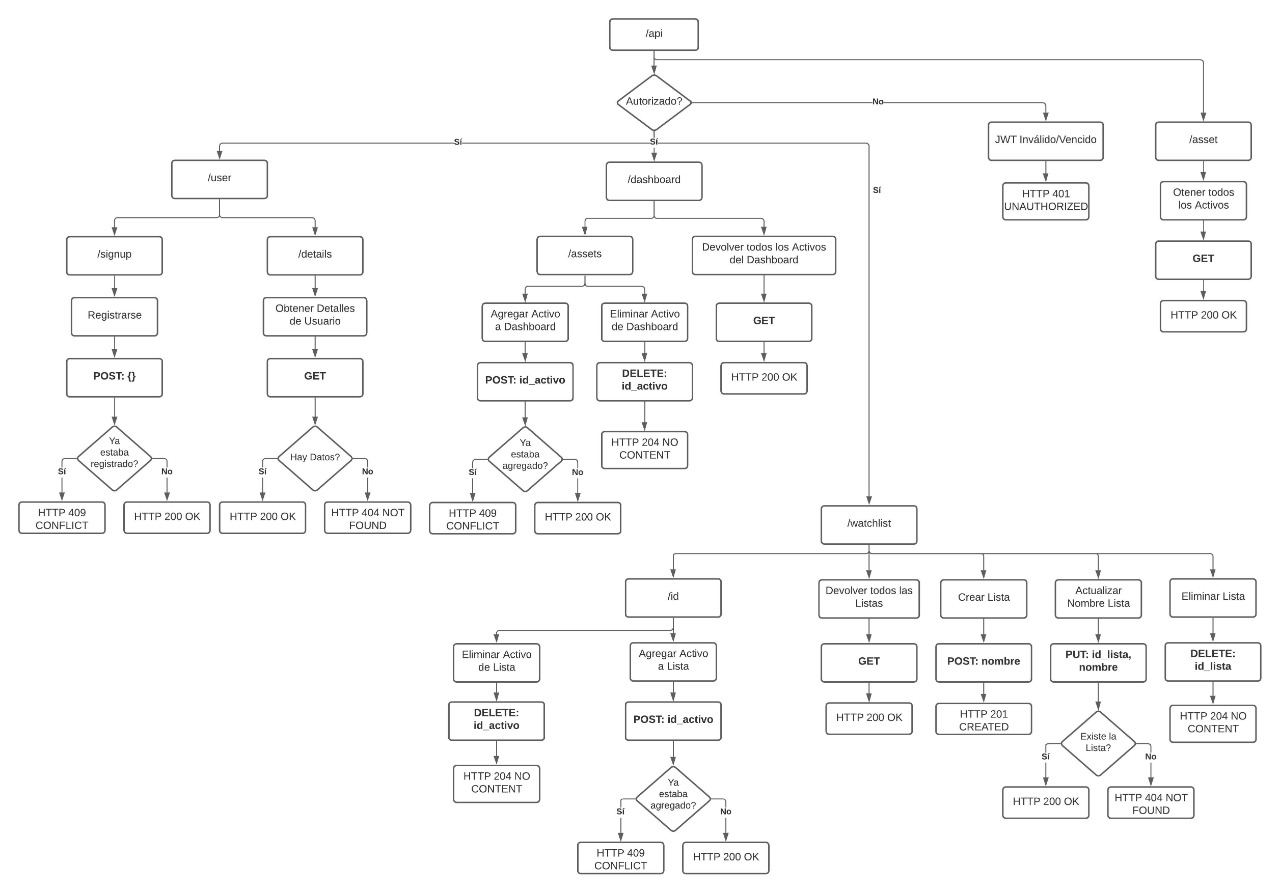 /api
Autorizado?
No
JWT Inválido/Vencido
HTTP 401
UNAUTHORIZED
/asset
Otener todos
los Activos
GET
HTTP 200 OK
Sí
Sí
Sí
/user
/signup
Registrarse
POST: {}
Ya
estaba
registrado?
Sí
No
HTTP 409
CONFLICT
HTTP 200 OK
/details
Obtener Detalles
de Usuario
GET
Hay Datos?
Sí
No
HTTP 200 OK
HTTP 404 NOT
FOUND
/dashboard
/assets
Agregar Activo
a Dashboard
POST: id_activo
Ya
estaba
agregado?
Sí
No
HTTP 409
CONFLICT
HTTP 200 OK
Eliminar Activo
de Dashboard
DELETE:
id_activo
HTTP 204 NO
CONTENT
Devolver todos los Activos
del Dashboard
GET
HTTP 200 OK
/watchlist
/id
Eliminar Activo
de Lista
DELETE:
id_activo
HTTP 204 NO
CONTENT
Agregar Activo
a Lista
POST: id_activo
Ya
estaba
agregado?
Sí
No
HTTP 409
CONFLICT
HTTP 200 OK
Devolver todos las
Listas
GET
HTTP 200 OK
Crear Lista
POST: nombre
HTTP 201
CREATED
Actualizar
Nombre Lista
PUT: id_lista,
nombre
Existe la
Lista?
Sí
No
HTTP 200 OK
HTTP 404 NOT
FOUND
Eliminar Lista
DELETE:
id_lista
HTTP 204 NO
CONTENT